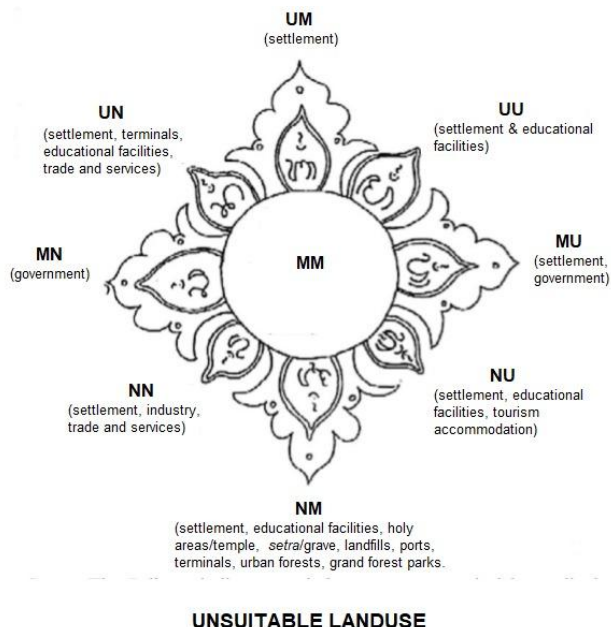 UM
(settlement)
UN
(settlement, terminals,
educational facilities,
trade and services)
UU
(settlement & educational
facilities)
MN
(government)
MM
MU
(settlement,
government)
NN
(settlement, industry,
trade and services)
NU
(settlement, educational
facilities, tourism
accommodation)
NM
(settlement, educational facilities, holy
areas/temple, setra/grave, landfills, ports,
terminals, urban forests, grand forest parks.
UNSUITABLE LANDUSE